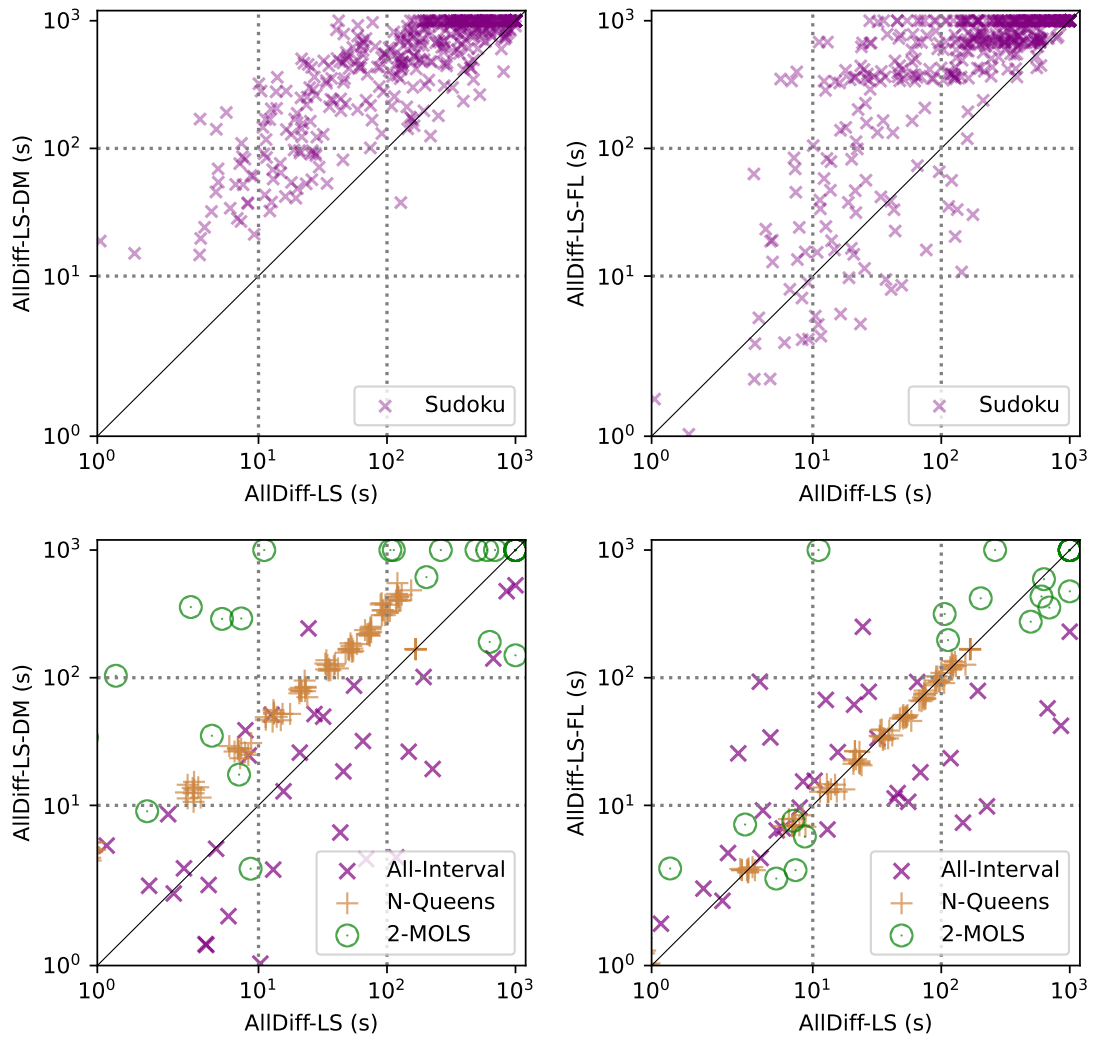 10³
10²
10¹
10⁰
AllDiff-LS-DM (s)
Sudoku
10⁰ 10¹ 10² 10³
AllDiff-LS (s)
10³
10²
10¹
10⁰
AllDiff-LS-FL (s)
Sudoku
10⁰ 10¹ 10² 10³
AllDiff-LS (s)
10³
10²
10¹
10⁰
AllDiff-LS-DM (s)
All-Interval
N-Queens
2-MOLS
10⁰ 10¹ 10² 10³
AllDiff-LS (s)
10³
10²
10¹
10⁰
AllDiff-LS-FL (s)
All-Interval
N-Queens
2-MOLS
10⁰ 10¹ 10² 10³
AllDiff-LS (s)